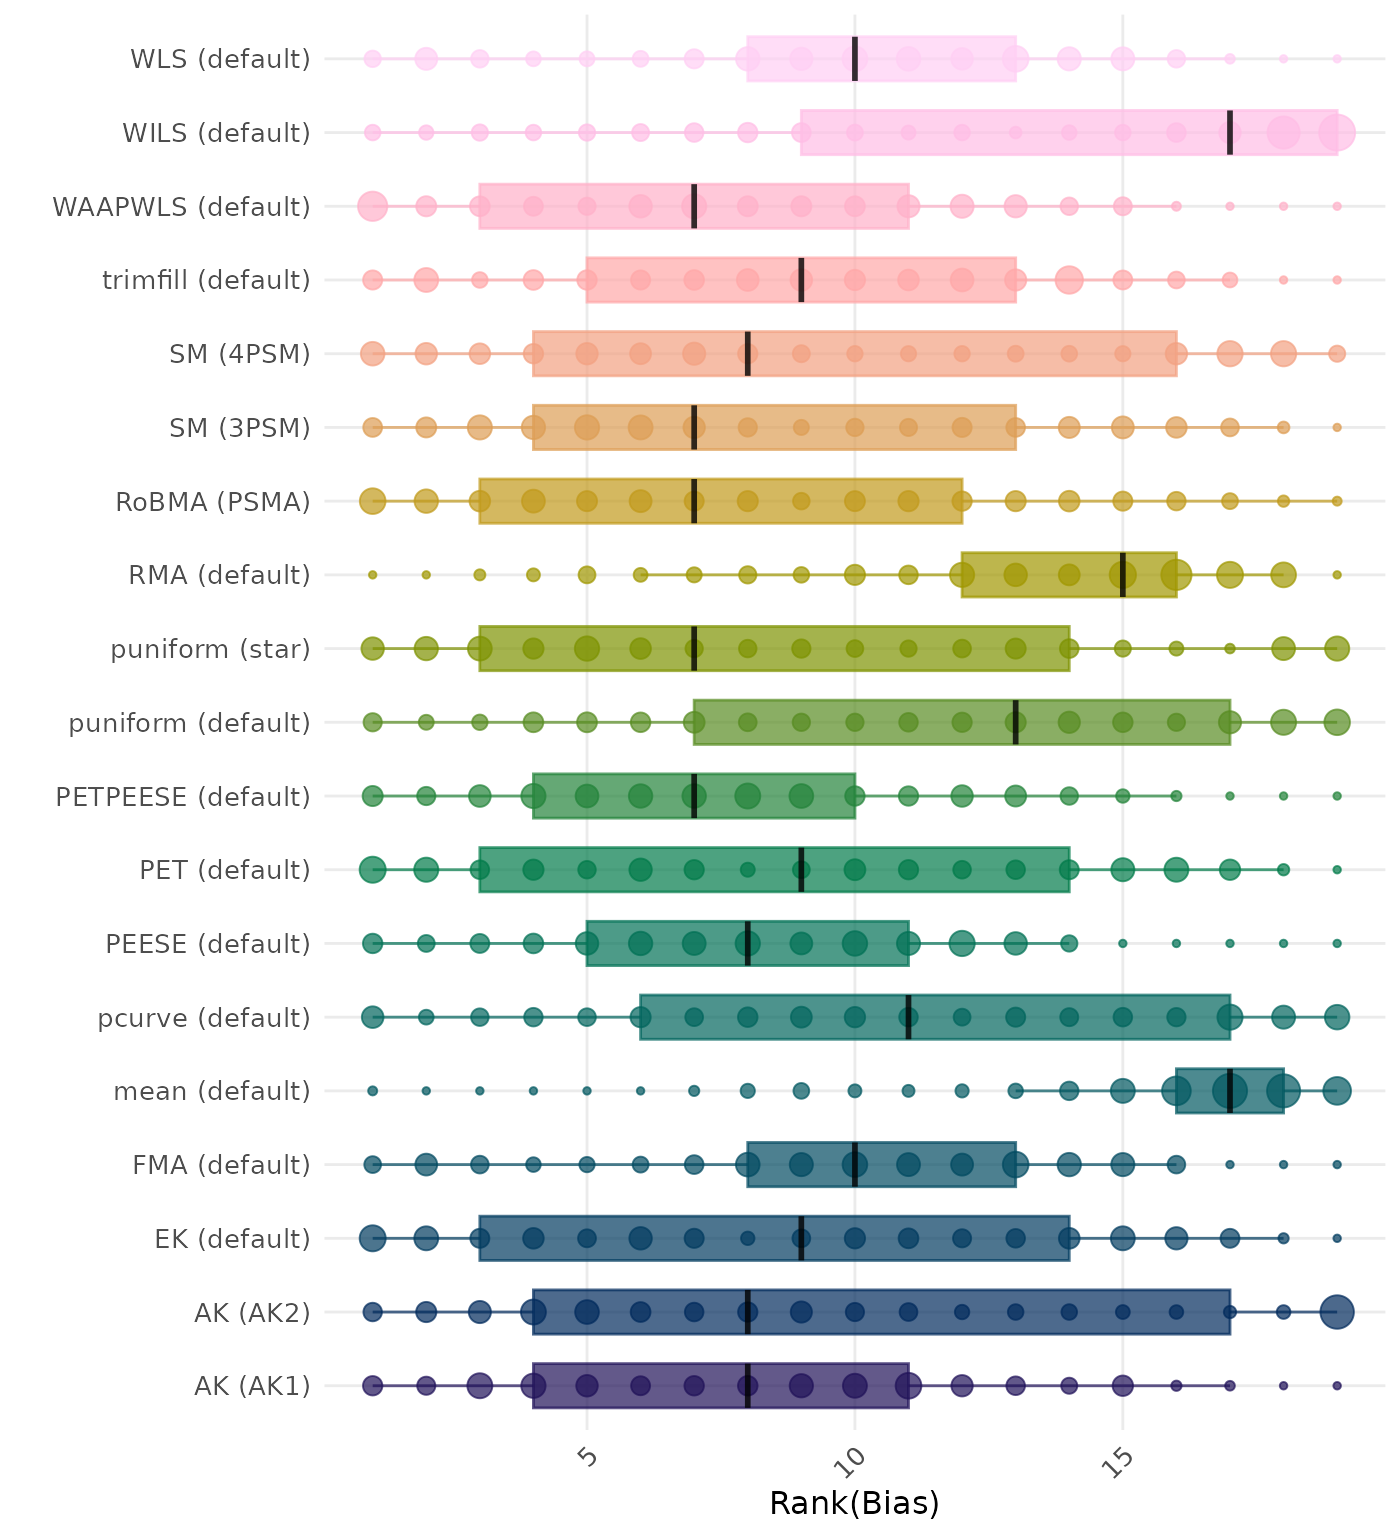 WLS (default)
WILS (default)
WAAPWLS (default)
trimfill (default)
SM (4PSM)
SM (3PSM)
RoBMA (PSMA)
RMA (default)
puniform (star)
puniform (default)
PETPEESE (default)
PET (default)
PEESE (default)
pcurve (default)
mean (default)
FMA (default)
EK (default)
AK (AK2)
AK (AK1)
5
10
15
Rank(Bias)